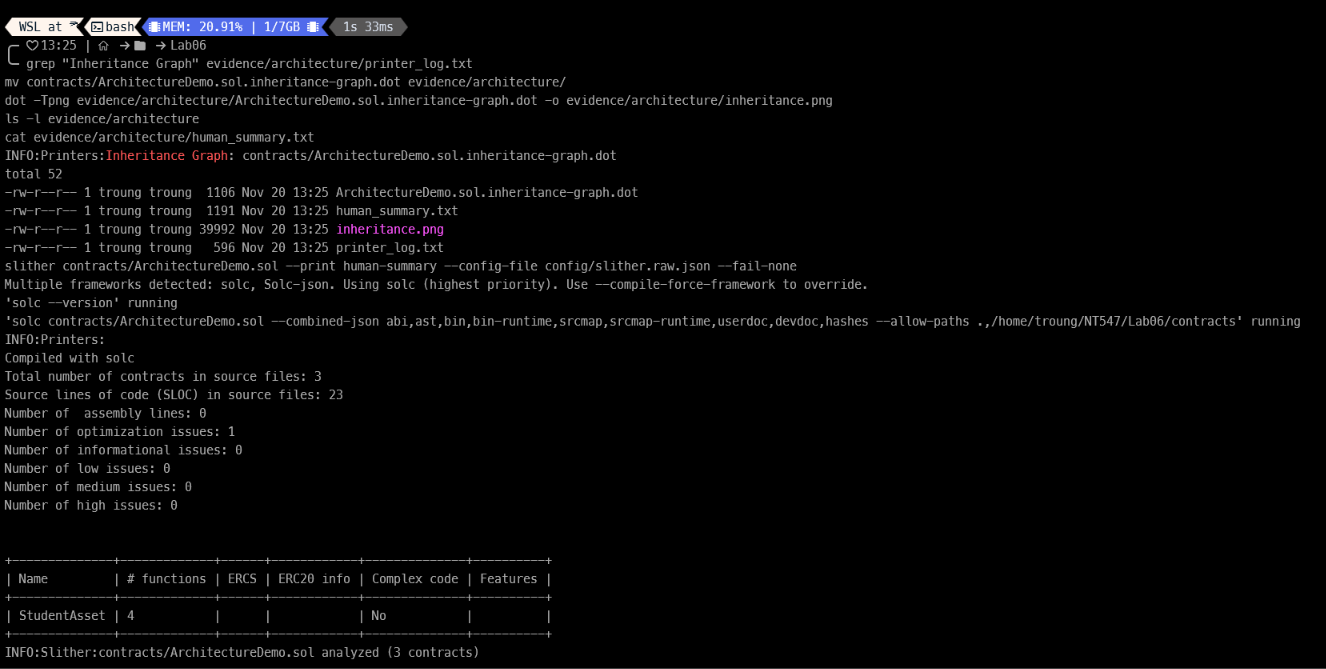 WSL at bash MEM: 20.91% | 1/7GB 1s 33ms
13:25 | → → Lab06
grep "Inheritance Graph" evidence/architecture/printer_log.txt
mv contracts/ArchitectureDemo.sol.inheritance-graph.dot evidence/architecture/
dot -Tpng evidence/architecture/ArchitectureDemo.sol.inheritance-graph.dot -o evidence/architecture/inheritance.png
ls -l evidence/architecture
cat evidence/architecture/human_summary.txt
INFO:Printers:Inheritance Graph: contracts/ArchitectureDemo.sol.inheritance-graph.dot
total 52
-rw-r--r-- 1 troung troung  1106 Nov 20 13:25 ArchitectureDemo.sol.inheritance-graph.dot
-rw-r--r-- 1 troung troung  1191 Nov 20 13:25 human_summary.txt
-rw-r--r-- 1 troung troung 39992 Nov 20 13:25 inheritance.png
-rw-r--r-- 1 troung troung   596 Nov 20 13:25 printer_log.txt
slither contracts/ArchitectureDemo.sol --print human-summary --config-file config/slither.raw.json --fail-none
Multiple frameworks detected: solc, Solc-json. Using solc (highest priority). Use --compile-force-framework to override.
'solc --version' running
'solc contracts/ArchitectureDemo.sol --combined-json abi,ast,bin,bin-runtime,srcmap,srcmap-runtime,userdoc,devdoc,hashes --allow-paths .,/home/troung/NT547/Lab06/contracts' running
INFO:Printers:
Compiled with solc
Total number of contracts in source files: 3
Source lines of code (SLOC) in source files: 23
Number of  assembly lines: 0
Number of optimization issues: 1
Number of informational issues: 0
Number of low issues: 0
Number of medium issues: 0
Number of high issues: 0
+--------------+-------------+------+------------+--------------+----------+
| Name         | # functions | ERCS | ERC20 info | Complex code | Features |
+--------------+-------------+------+------------+--------------+----------+
| StudentAsset | 4           |      |            | No           |          |
+--------------+-------------+------+------------+--------------+----------+
INFO:Slither:contracts/ArchitectureDemo.sol analyzed (3 contracts)